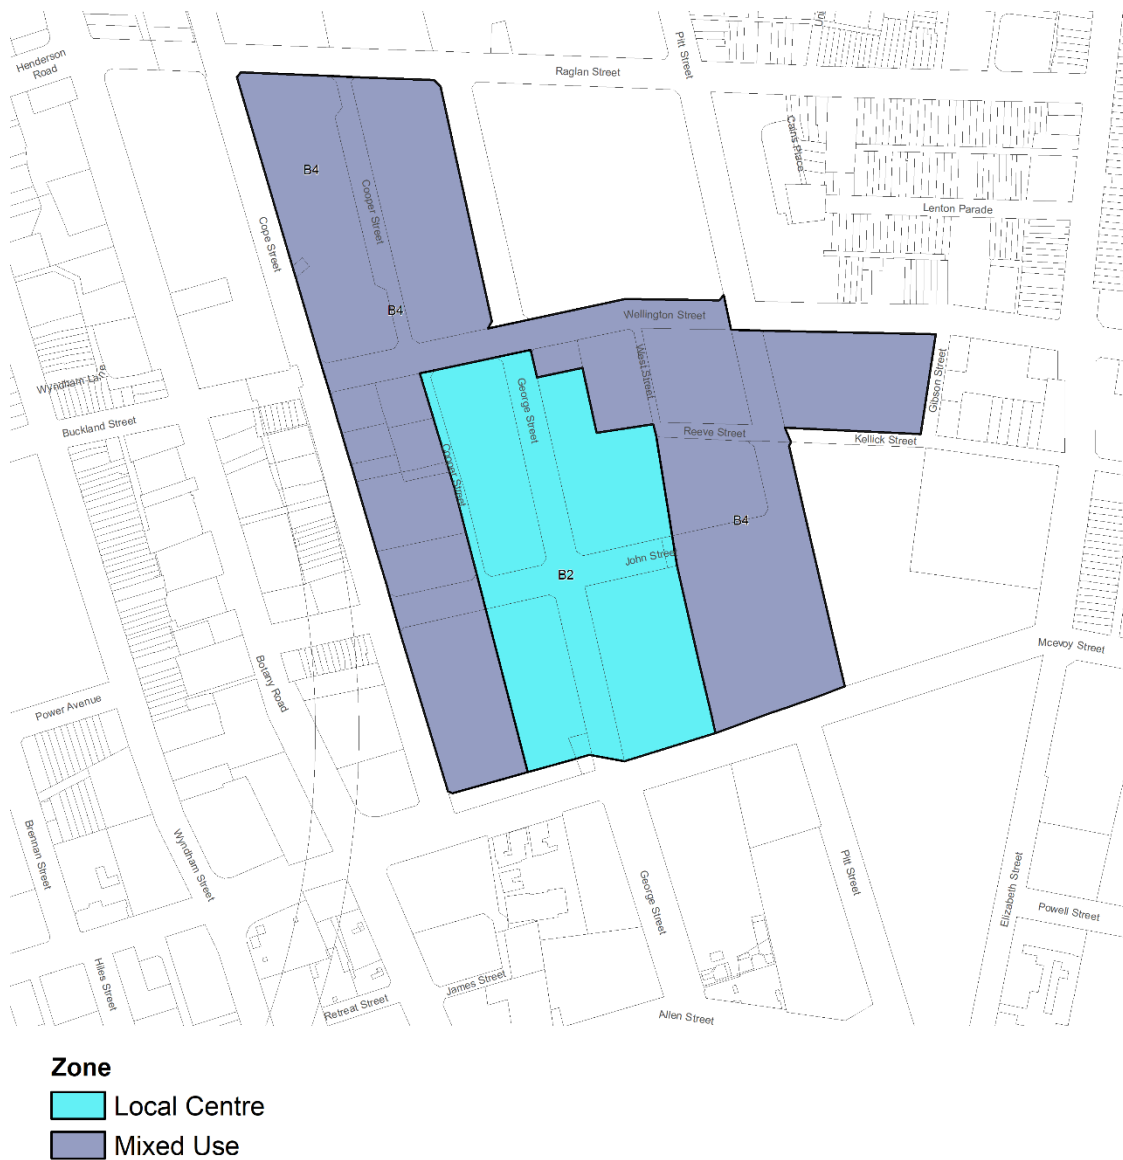 Henderson
Road
Raglan Street
Pitt Street
Cains Place
B4
Cooper Street
Lenton Parade
Cope Street
B4
Wellington Street
West Street
Gibson Street
Buckland Street
George Street
Reeve Street
Kellick Street
Cooper Street
B4
John Street
B2
Mcevoy Street
Botany Road
Power Avenue
Brennan Street
Wyndham Street
George Street
Pitt Street
Elizabeth Street
Powell Street
Hiles Street
James Street
Retreat Street
Allen Street
Zone
Local Centre
Mixed Use